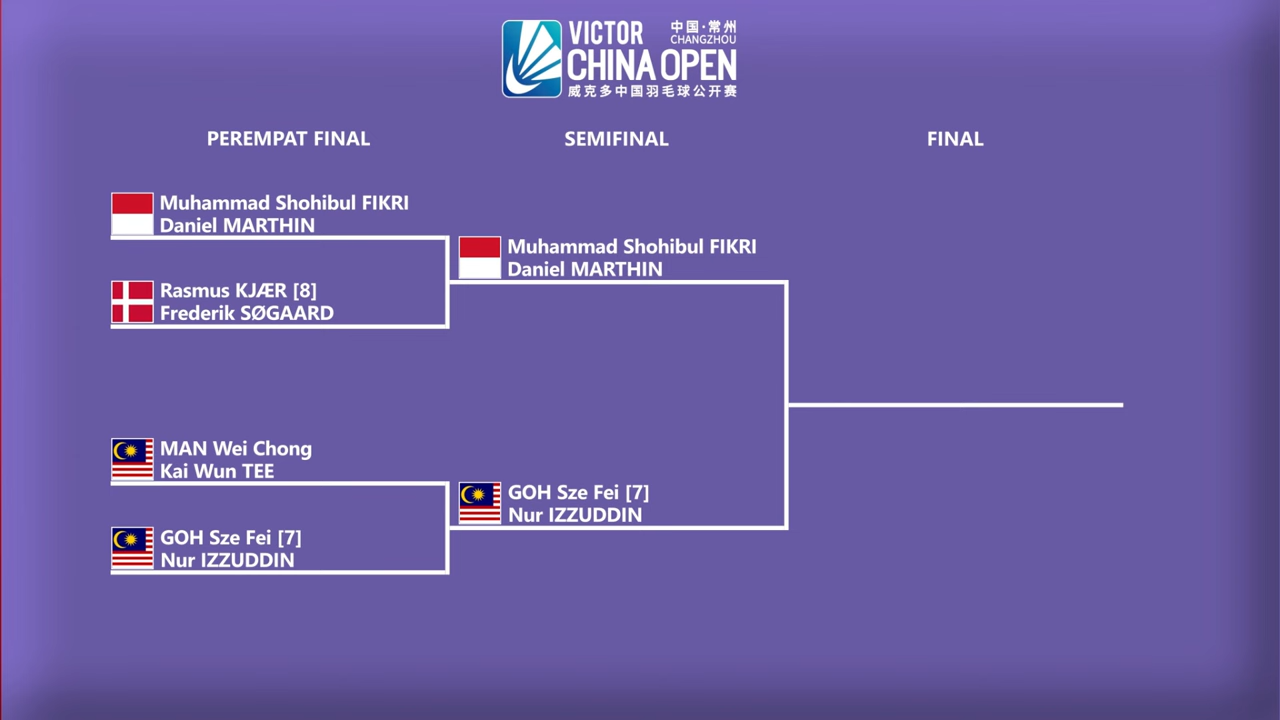 VICTOR 中国·常州
CHANGZHOU
CHINA OPEN
威克多中国羽毛球公开赛
PEREMPAT FINAL SEMIFINAL FINAL
Muhammad Shohibul FIKRI
Daniel MARTHIN
Rasmus KJÆR [8]
Frederik SØGAARD
MAN Wei Chong
Kai Wun TEE
GOH Sze Fei [7]
Nur IZZUDDIN
Muhammad Shohibul FIKRI
Daniel MARTHIN
GOH Sze Fei [7]
Nur IZZUDDIN